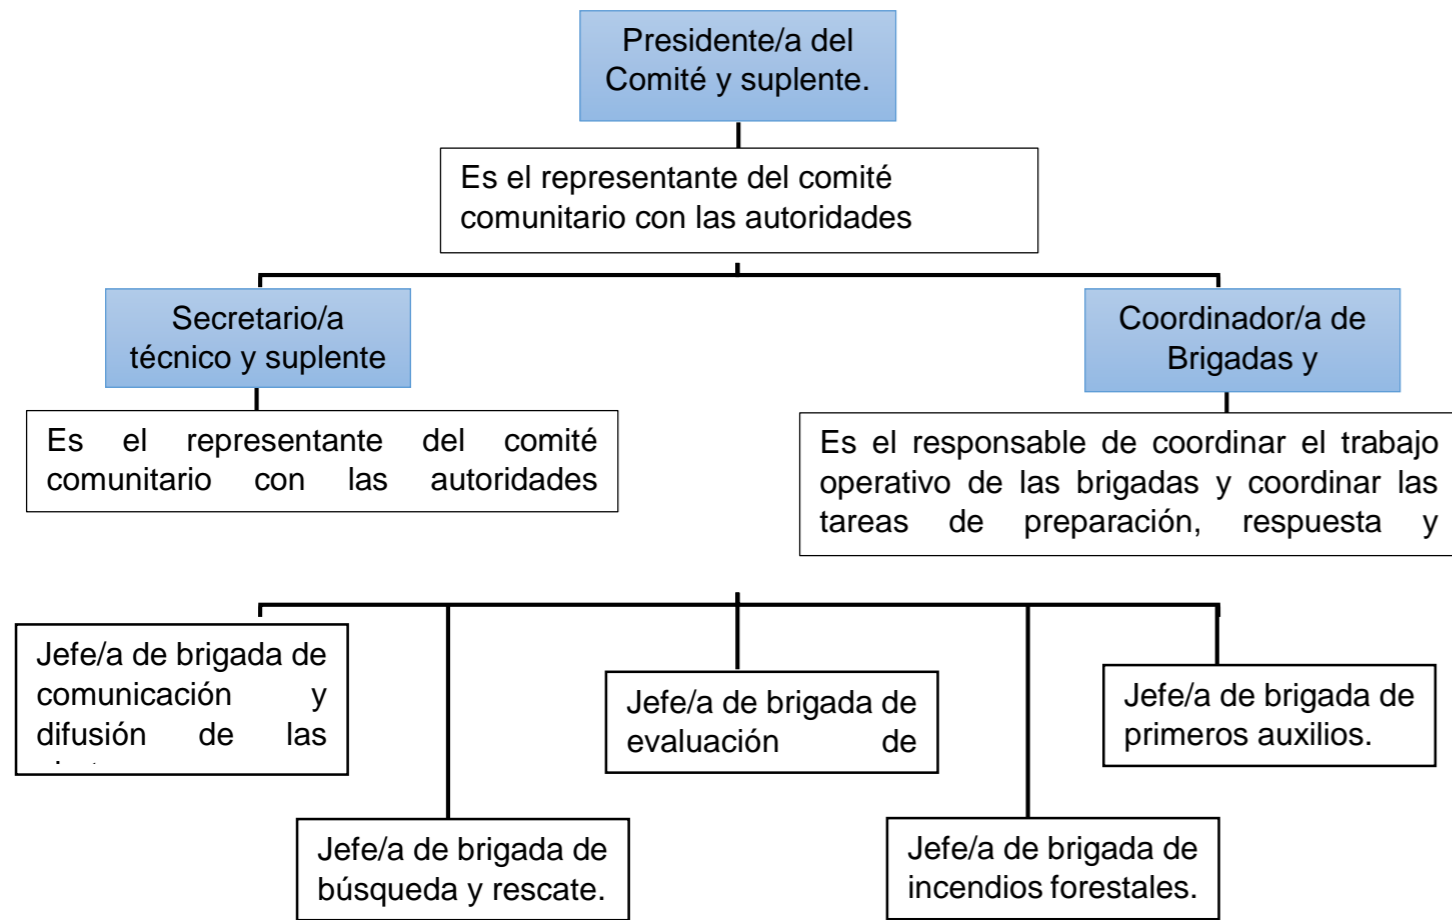 Presidente/a del
Comité y suplente.
Es el representante del comité
comunitario con las autoridades
Secretario/a
técnico y suplente
Coordinador/a de
Brigadas y
Es el representante del comité
comunitario con las autoridades
Es el responsable de coordinar el trabajo
operativo de las brigadas y coordinar las
tareas de preparación, respuesta y
Jefe/a de brigada de
comunicación y
difusión de las
Jefe/a de brigada de
evaluación de
Jefe/a de brigada de
primeros auxilios.
Jefe/a de brigada de
búsqueda y rescate.
Jefe/a de brigada de
incendios forestales.